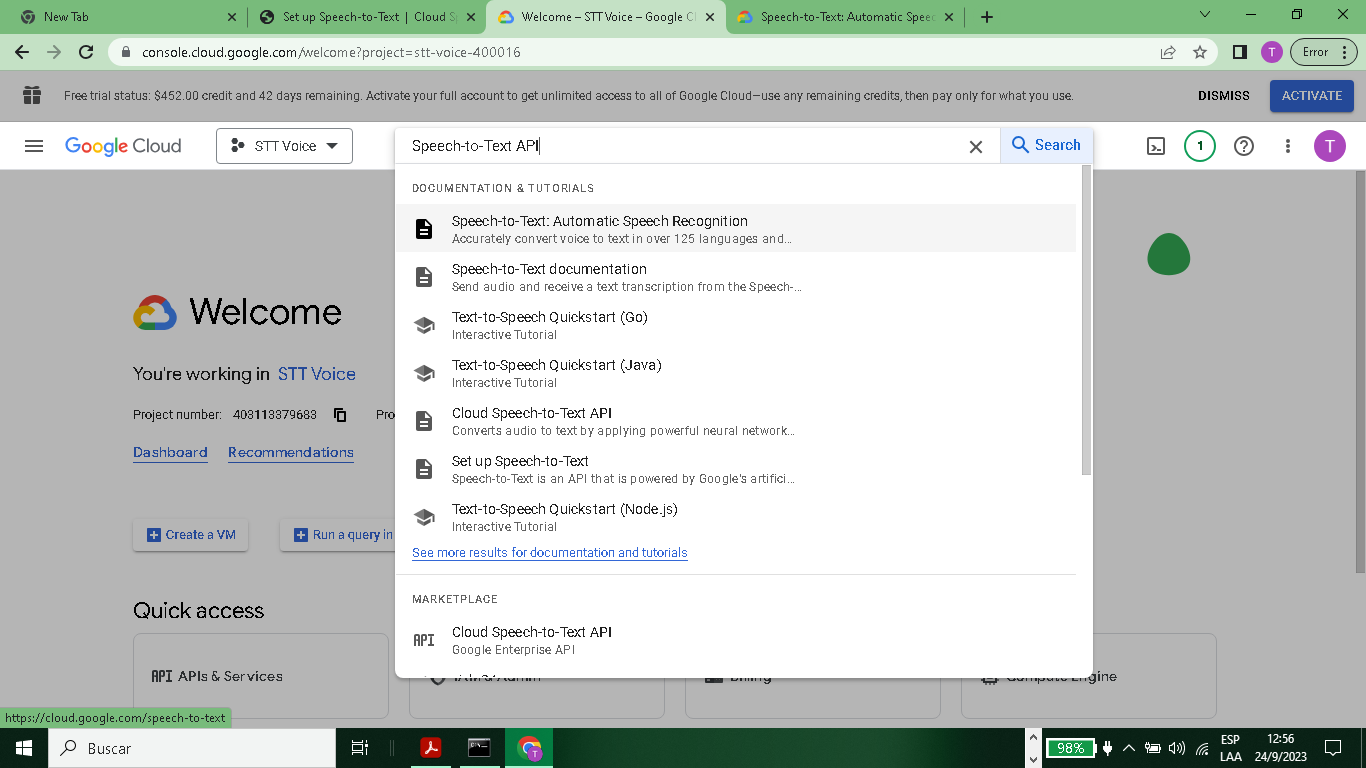 New Tab
Set up Speech-to-Text | Cloud Sp
Welcome – STT Voice – Google Cl
Speech-to-Text: Automatic Speec
console.cloud.google.com/welcome?project=stt-voice-400016
T
Error
Free trial status: $452.00 credit and 42 days remaining. Activate your full account to get unlimited access to all of Google Cloud—use any remaining credits, then pay only for what you use.
DISMISS
ACTIVATE
Google Cloud
STT Voice
Speech-to-Text API
Search
1
T
DOCUMENTATION & TUTORIALS
Speech-to-Text: Automatic Speech Recognition
Accurately convert voice to text in over 125 languages and...
Speech-to-Text documentation
Send audio and receive a text transcription from the Speech-...
Text-to-Speech Quickstart (Go)
Interactive Tutorial
Text-to-Speech Quickstart (Java)
Interactive Tutorial
Cloud Speech-to-Text API
Converts audio to text by applying powerful neural network...
Set up Speech-to-Text
Speech-to-Text is an API that is powered by Google's artifici...
Text-to-Speech Quickstart (Node.js)
Interactive Tutorial
See more results for documentation and tutorials
MARKETPLACE
API
Cloud Speech-to-Text API
Google Enterprise API
Welcome
You're working in STT Voice
Project number: 403113379683
Pro
Dashboard
Recommendations
Create a VM
Run a query in
Quick access
API APIs & Services
IAM & Admin
Billing
Compute Engine
https://cloud.google.com/speech-to-text
Buscar
98%
ESP
LAA
12:56
24/9/2023